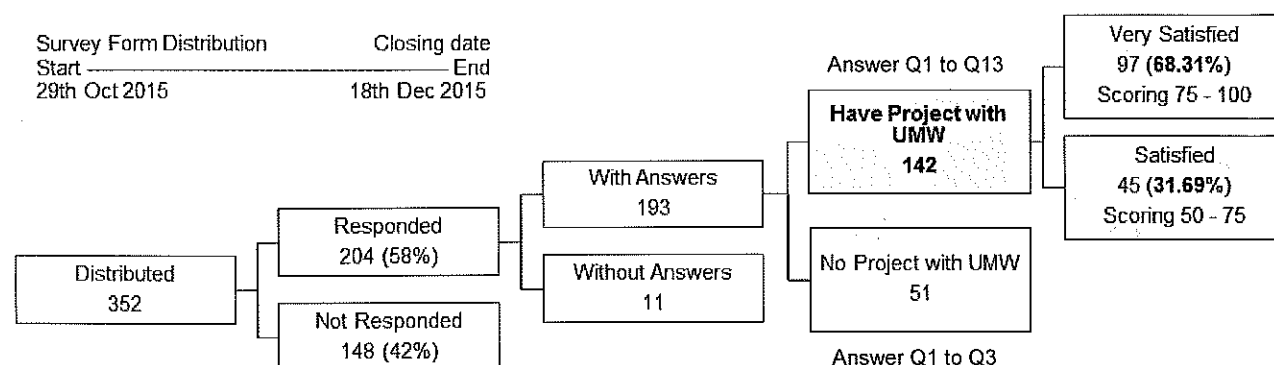 Survey Form Distribution Closing date
Start End
29th Oct 2015 18th Dec 2015
Distributed
352
Responded
204 (58%)
Not Responded
148 (42%)
With Answers
193
Without Answers
11
Answer Q1 to Q13
Have Project with
UMW
142
No Project with UMW
51
Answer Q1 to Q3
Very Satisfied
97 (68.31%)
Scoring 75 - 100
Satisfied
45 (31.69%)
Scoring 50 - 75